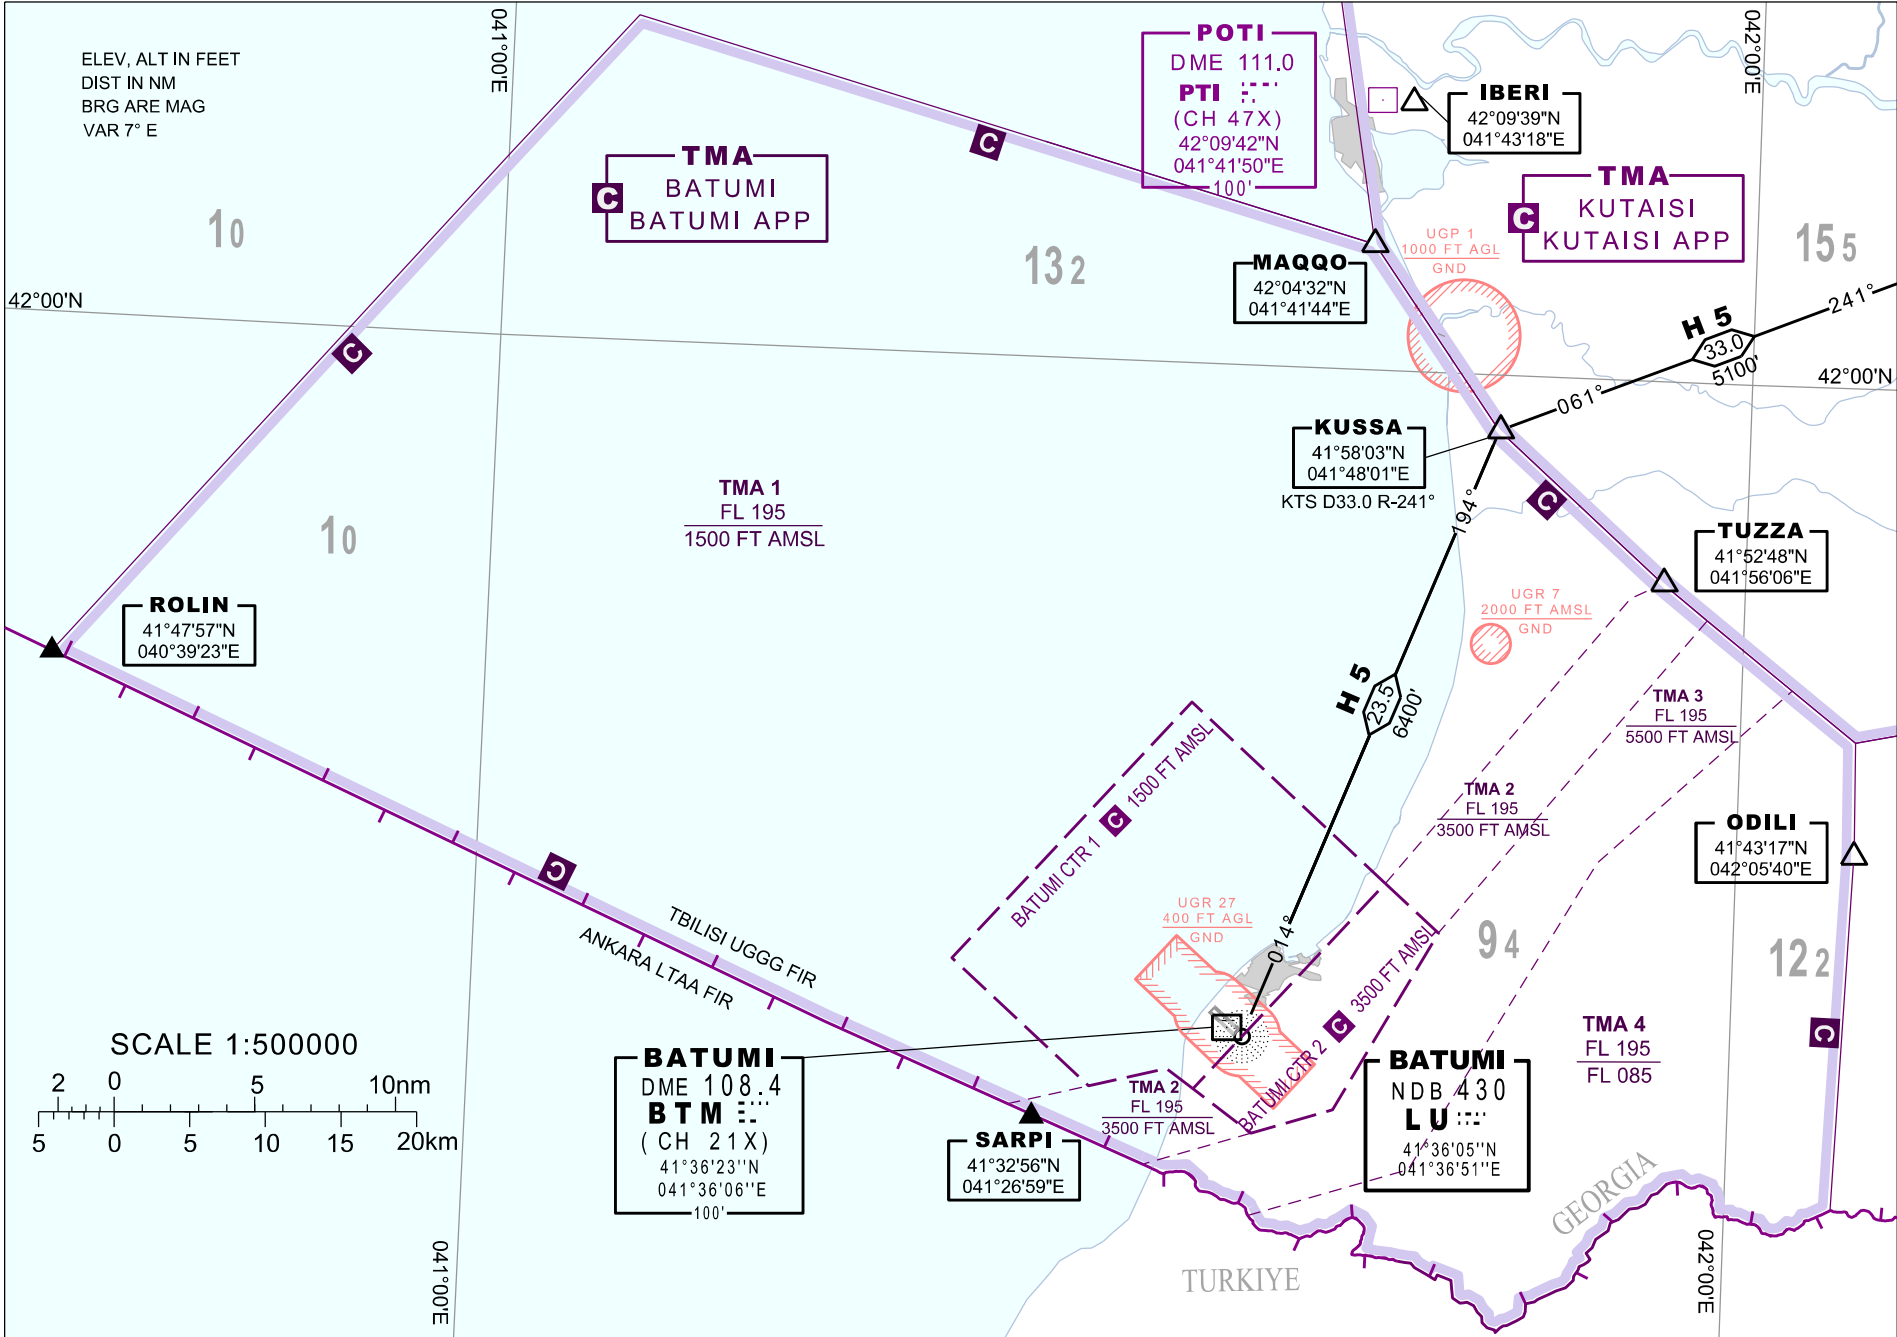 ELEV, ALT IN FEET
DIST IN NM
BRG ARE MAG
VAR 7° E
041°00'E
042°00'E
POTI
DME 111.0
PTI
(CH 47X)
42°09'42"N
041°41'50"E
100'
IBERI
42°09'39"N
041°43'18"E
TMA
C
BATUMI
BATUMI APP
C
TMA
C
KUTAISI
KUTAISI APP
10
132
155
UGP 1
1000 FT AGL
GND
MAQQO
42°04'32"N
041°41'44"E
42°00'N
C
H 5
33.0
5100'
241°
061°
42°00'N
KUSSA
41°58'03"N
041°48'01"E
KTS D33.0 R-241°
194°
C
TMA 1
FL 195
1500 FT AMSL
10
TUZZA
41°52'48"N
041°56'06"E
ROLIN
41°47'57"N
040°39'23"E
UGR 7
2000 FT AMSL
GND
H 5
23.5
6400'
TMA 3
FL 195
5500 FT AMSL
BATUMI CTR 1 C 1500 FT AMSL
TMA 2
FL 195
3500 FT AMSL
ODILI
41°43'17"N
042°05'40"E
C
UGR 27
400 FT AGL
GND
014°
94
122
TBILISI UGGG FIR
ANKARA LTAA FIR
BATUMI CTR 2 C 3500 FT AMSL
C
TMA 4
FL 195
FL 085
SCALE 1:500000
2 0 5 10nm
5 0 5 10 15 20km
BATUMI
DME 108.4
BTM
(CH 21X)
41°36'23''N
041°36'06''E
100'
TMA 2
FL 195
3500 FT AMSL
BATUMI
NDB 430
LU
41°36'05''N
041°36'51''E
SARPI
41°32'56"N
041°26'59"E
GEORGIA
TURKIYE
041°00'E
042°00'E